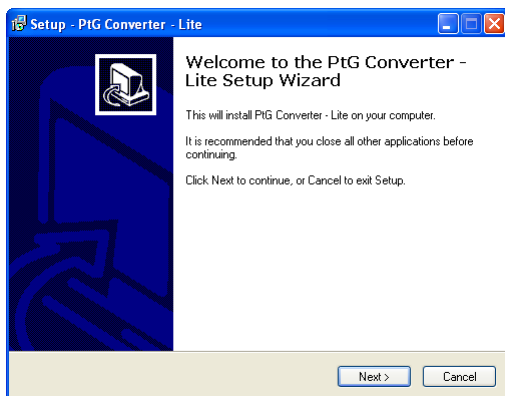 Setup - PtG Converter - Lite
Welcome to the PtG Converter -
Lite Setup Wizard
This will install PtG Converter - Lite on your computer.
It is recommended that you close all other applications before
continuing.
Click Next to continue, or Cancel to exit Setup.
Next >
Cancel